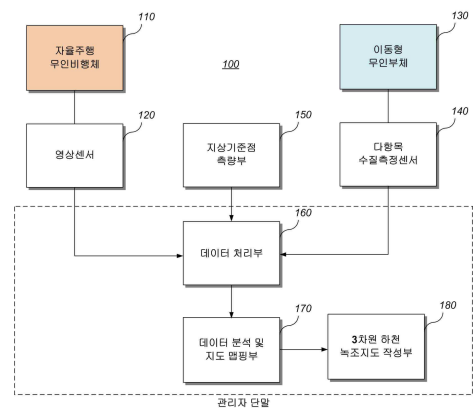 110
자율주행
무인비행체
100
130
이동형
무인부체
120
영상센서
150
지상기준점
측량부
140
다항목
수질측정센서
160
데이터 처리부
170
데이터 분석 및
지도 맵핑부
180
3차원 하천
녹조지도 작성부
관리자 단말